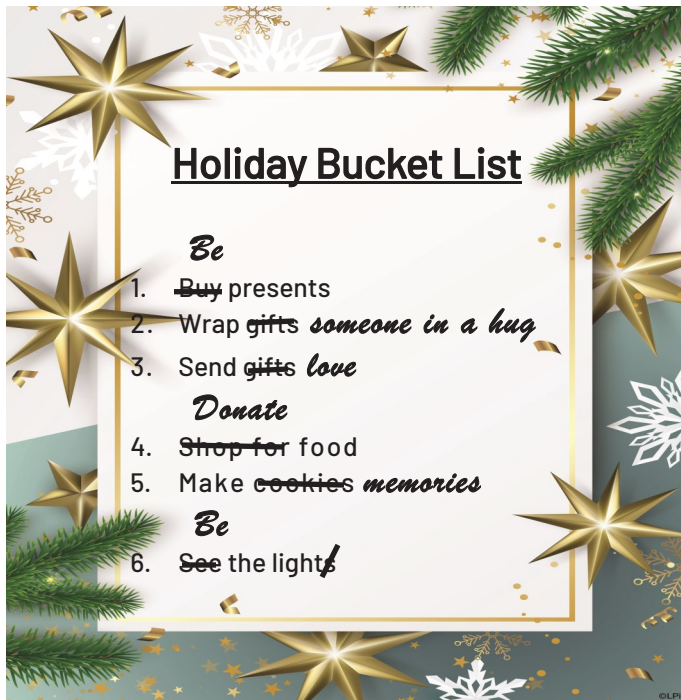 Holiday Bucket List
Be
1. Buy presents
2. Wrap gifts someone in a hug
3. Send gifts love
Donate
4. Shop for food
5. Make cookies memories
Be
6. See the lights
©LPi